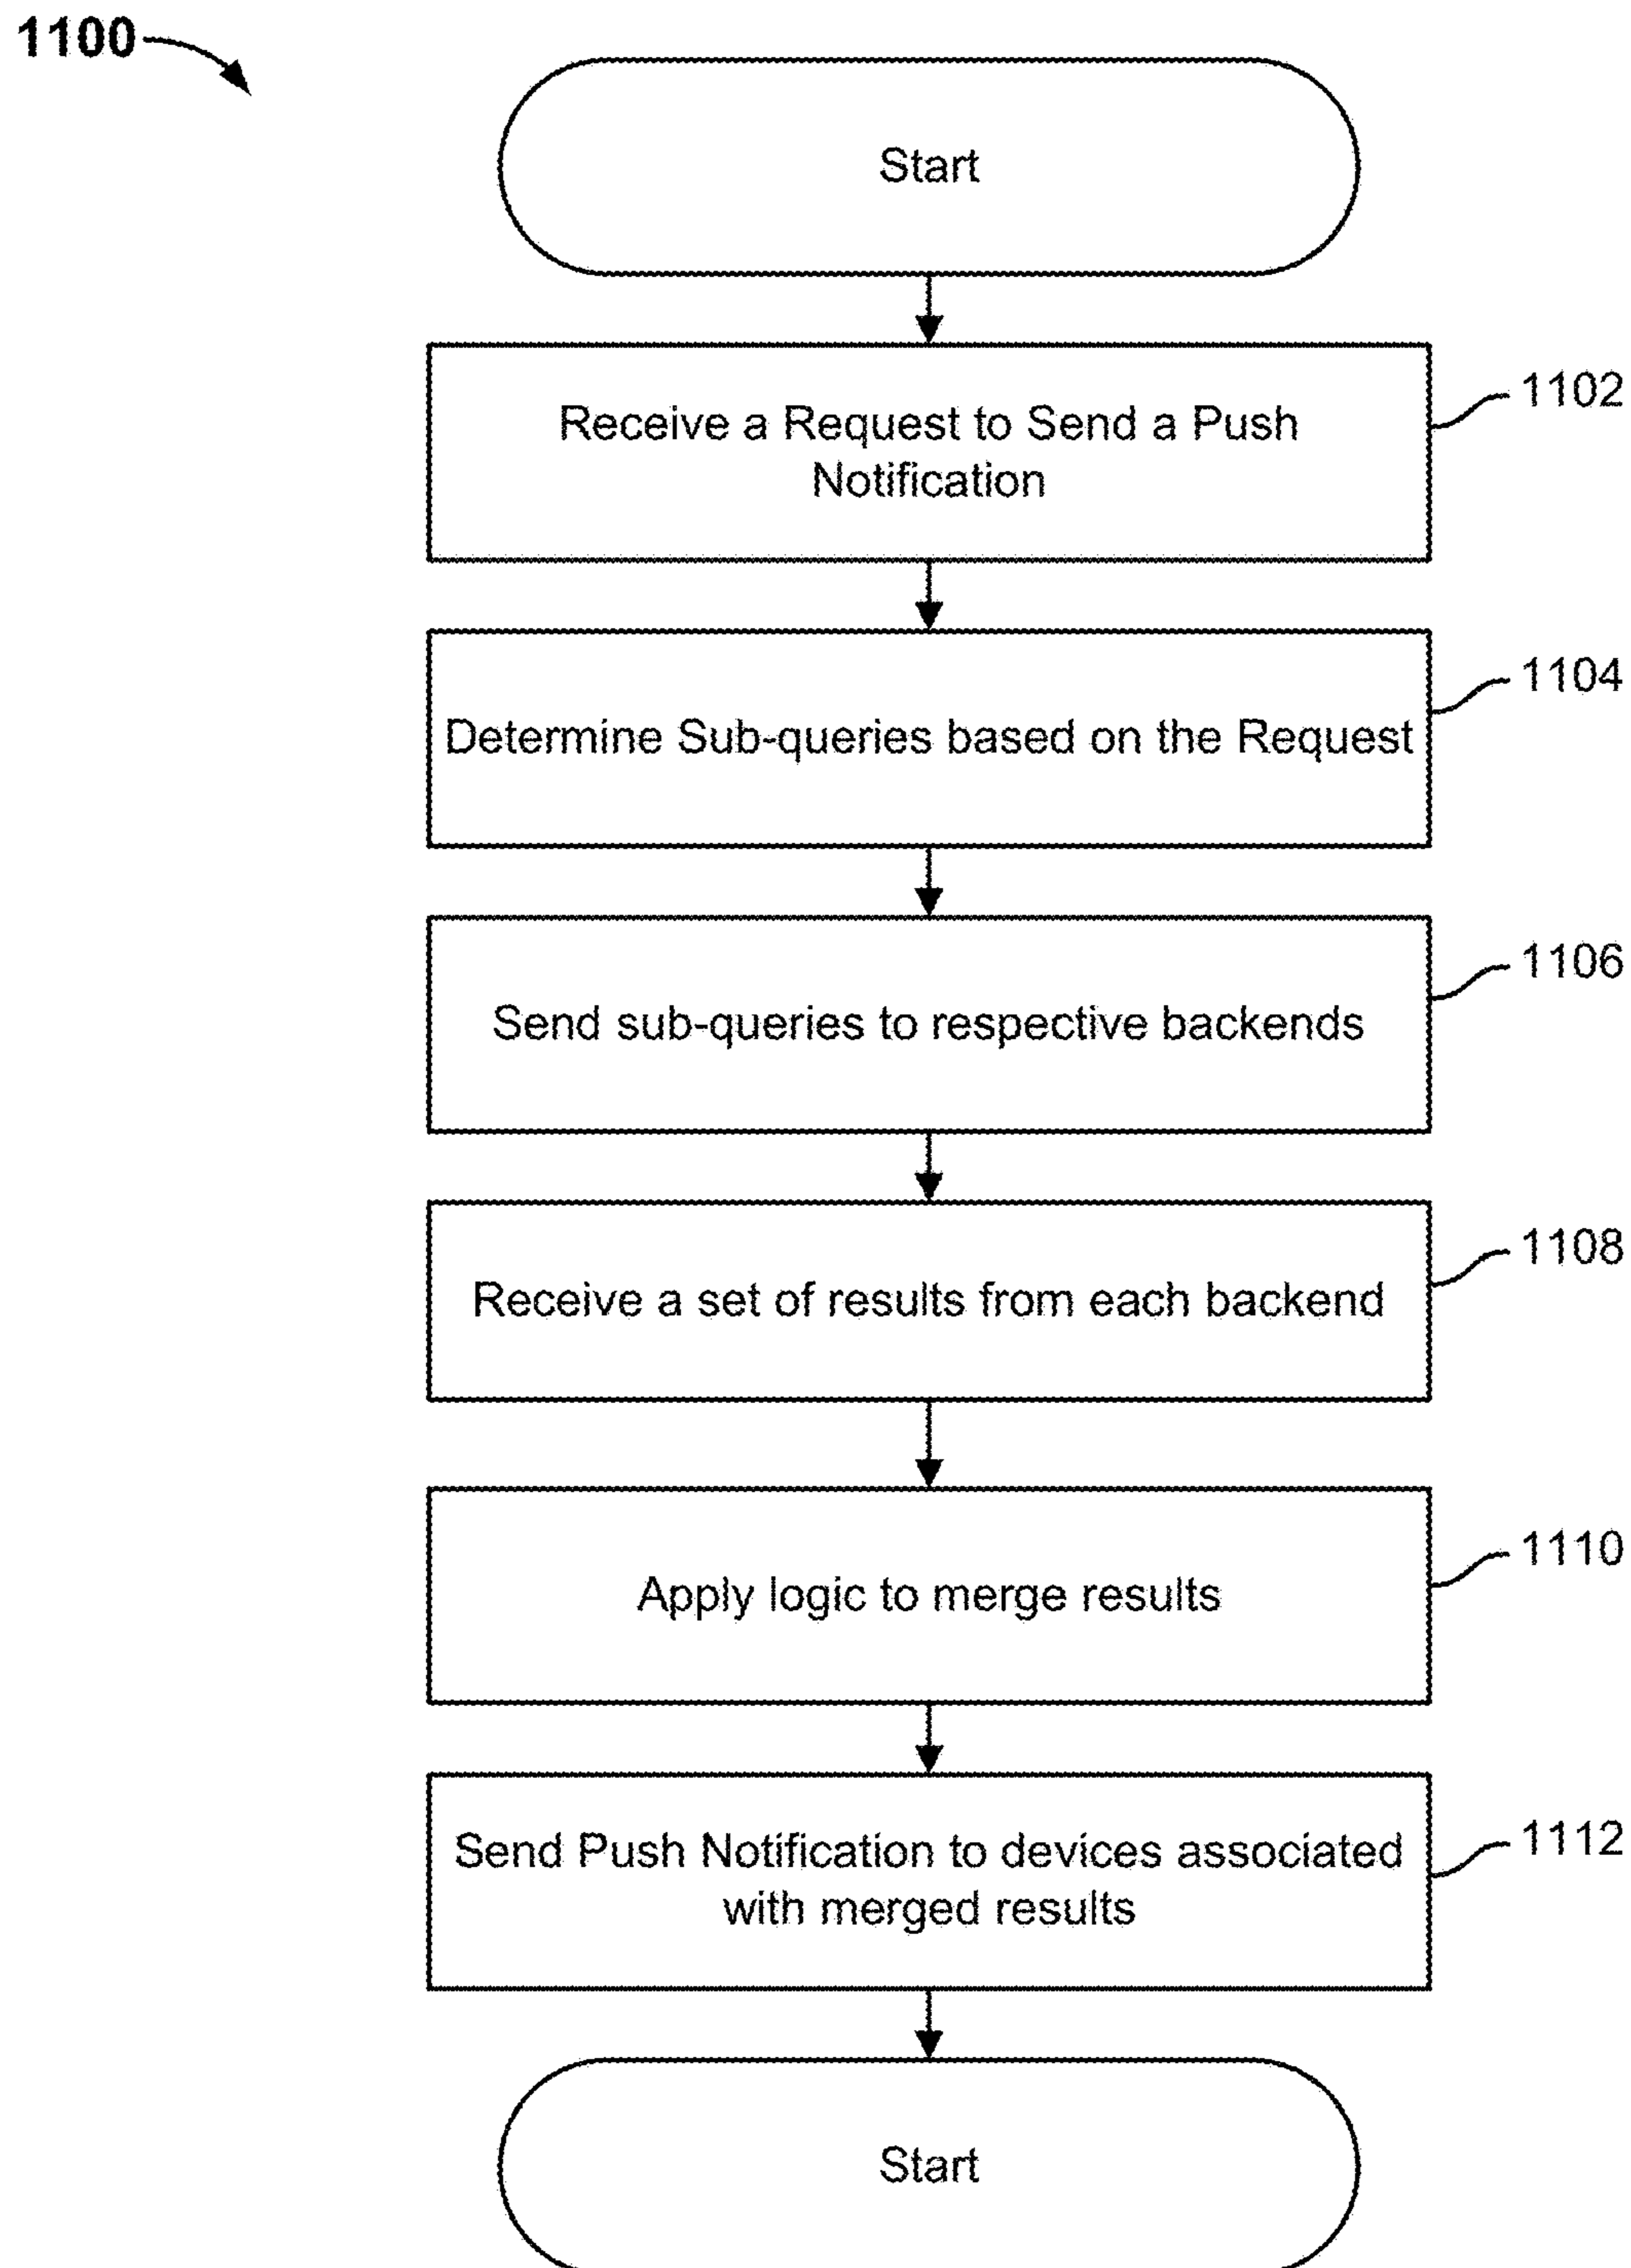 1100
Start
Receive a Request to Send a Push
Notification
1102
Determine Sub-queries based on the Request
1104
Send sub-queries to respective backends
1106
Receive a set of results from each backend
1108
Apply logic to merge results
1110
Send Push Notification to devices associated
with merged results
1112
Start